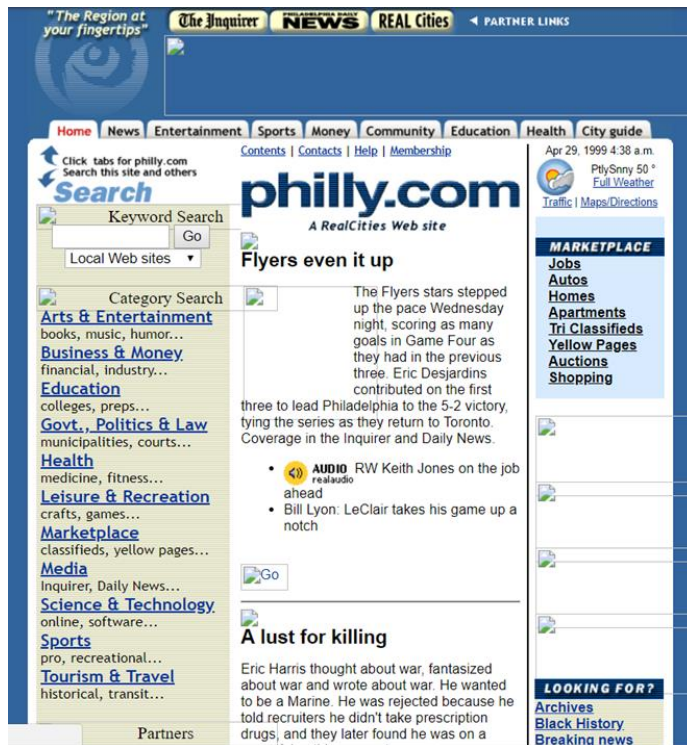 "The Region at
your fingertips"
The Inquirer
PHILADELPHIA DAILY
NEWS
REAL Cities
PARTNER LINKS
Home News Entertainment Sports Money Community Education Health City guide
Click tabs for philly.com
Search this site and others
Search
Keyword Search
Go
Local Web sites
Category Search
Arts & Entertainment
books, music, humor...
Business & Money
financial, industry...
Education
colleges, preps...
Govt., Politics & Law
municipalities, courts...
Health
medicine, fitness...
Leisure & Recreation
crafts, games...
Marketplace
classifieds, yellow pages...
Media
Inquirer, Daily News...
Science & Technology
online, software...
Sports
pro, recreational...
Tourism & Travel
historical, transit...
Partners
Contents | Contacts | Help | Membership
philly.com
A RealCities Web site
Flyers even it up
The Flyers stars stepped
up the pace Wednesday
night, scoring as many
goals in Game Four as
they had in the previous
three. Eric Desjardins
contributed on the first
three to lead Philadelphia to the 5-2 victory,
tying the series as they return to Toronto.
Coverage in the Inquirer and Daily News.
AUDIO RW Keith Jones on the job
realaudio
ahead
Bill Lyon: LeClair takes his game up a
notch
Go
A lust for killing
Eric Harris thought about war, fantasized
about war and wrote about war. He wanted
to be a Marine. He was rejected because he
told recruiters he didn't take prescription
drugs, and they later found he was on a
Apr 29, 1999 4:38 a.m.
PtlySnny 50 °
Full Weather
Traffic | Maps/Directions
MARKETPLACE
Jobs
Autos
Homes
Apartments
Tri Classifieds
Yellow Pages
Auctions
Shopping
LOOKING FOR?
Archives
Black History
Breaking news